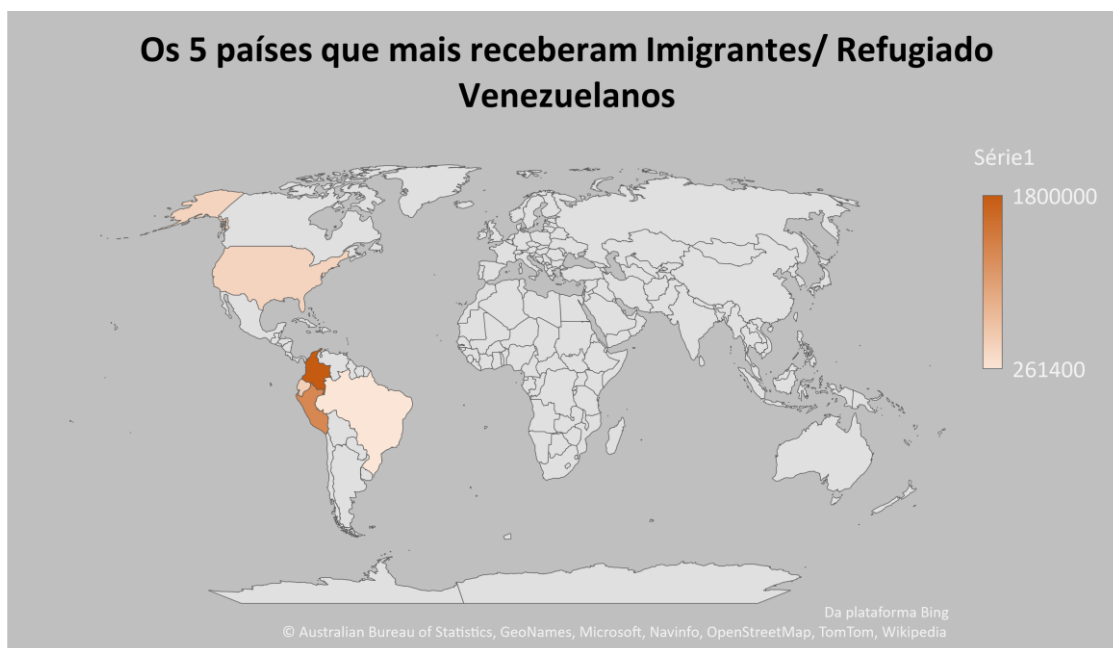 Os 5 países que mais receberam Imigrantes/ Refugiado
Venezuelanos
Série1
1800000
261400
Da plataforma Bing
© Australian Bureau of Statistics, GeoNames, Microsoft, Navinfo, OpenStreetMap, TomTom, Wikipedia